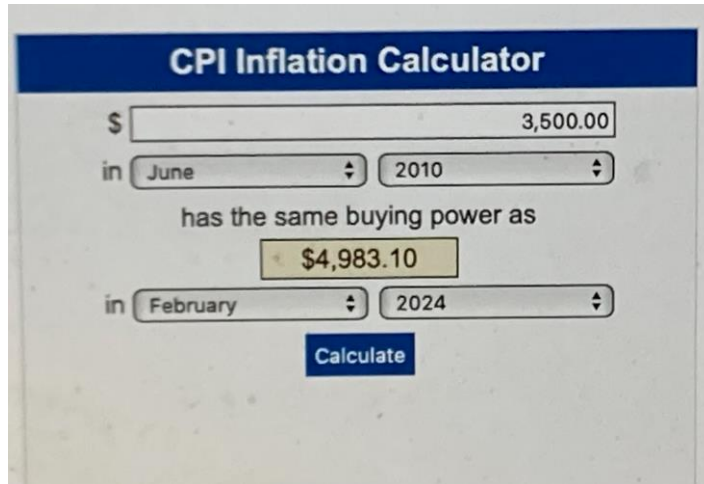 CPI Inflation Calculator
$ 3,500.00
in June 2010
has the same buying power as
$4,983.10
in February 2024
Calculate